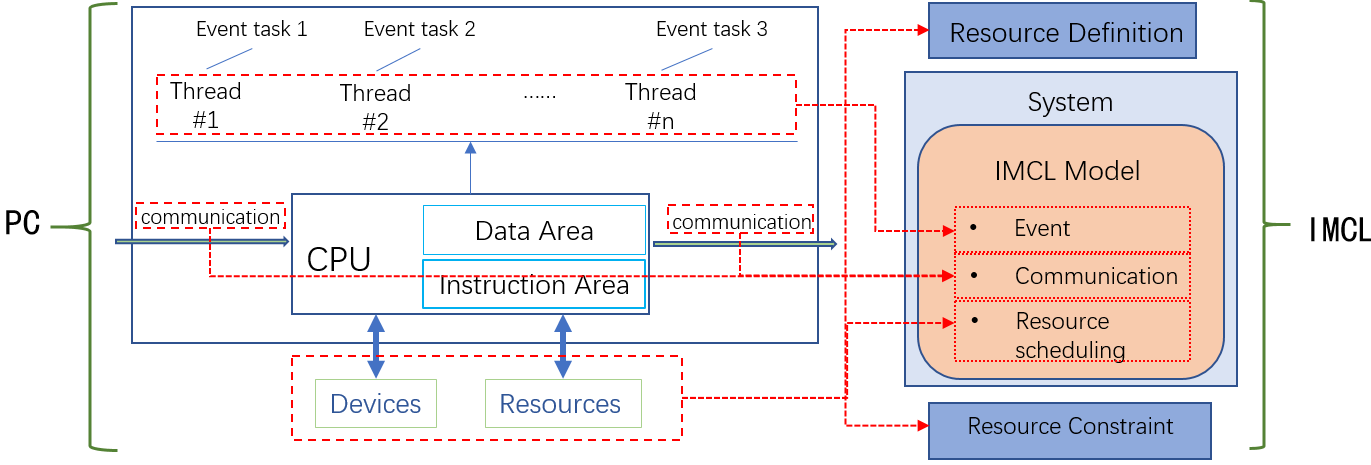 Event task 1
Event task 2
Event task 3
Thread
#1
Thread
#2
......
Thread
#n
PC
communication
communication
CPU
Data Area
Instruction Area
Devices
Resources
Resource Definition
System
IMCL Model
• Event
• Communication
• Resource
scheduling
Resource Constraint
IMCL